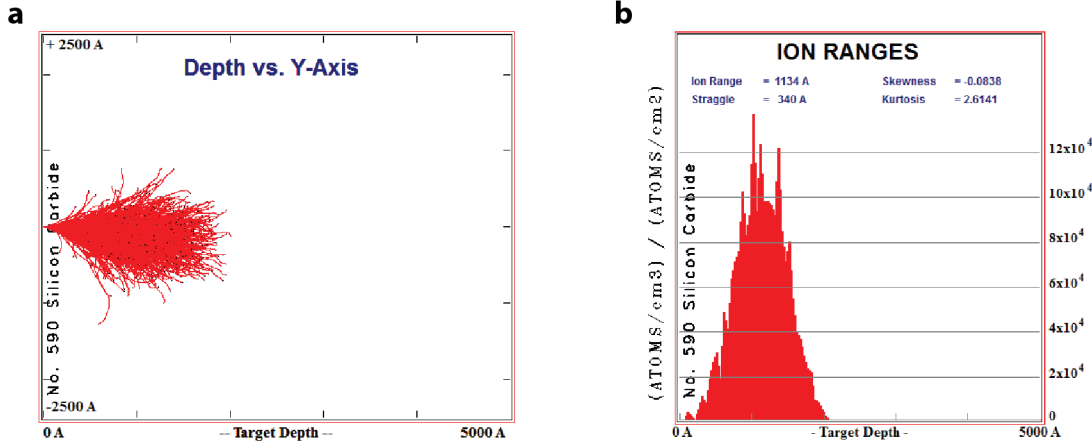 a
+ 2500 A
Depth vs. Y-Axis
No. 590 Silicon Carbide
-2500 A
0 A
-- Target Depth --
5000 A
b
ION RANGES
Ion Range = 1134 A
Skewness = -0.0838
Straggle = 340 A
Kurtosis = 2.6141
(ATOMS/cm3) / (ATOMS/cm2)
No. 590 Silicon Carbide
12x10⁴
10x10⁴
8x10⁴
6x10⁴
4x10⁴
2x10⁴
0
0 A
- Target Depth -
5000 A